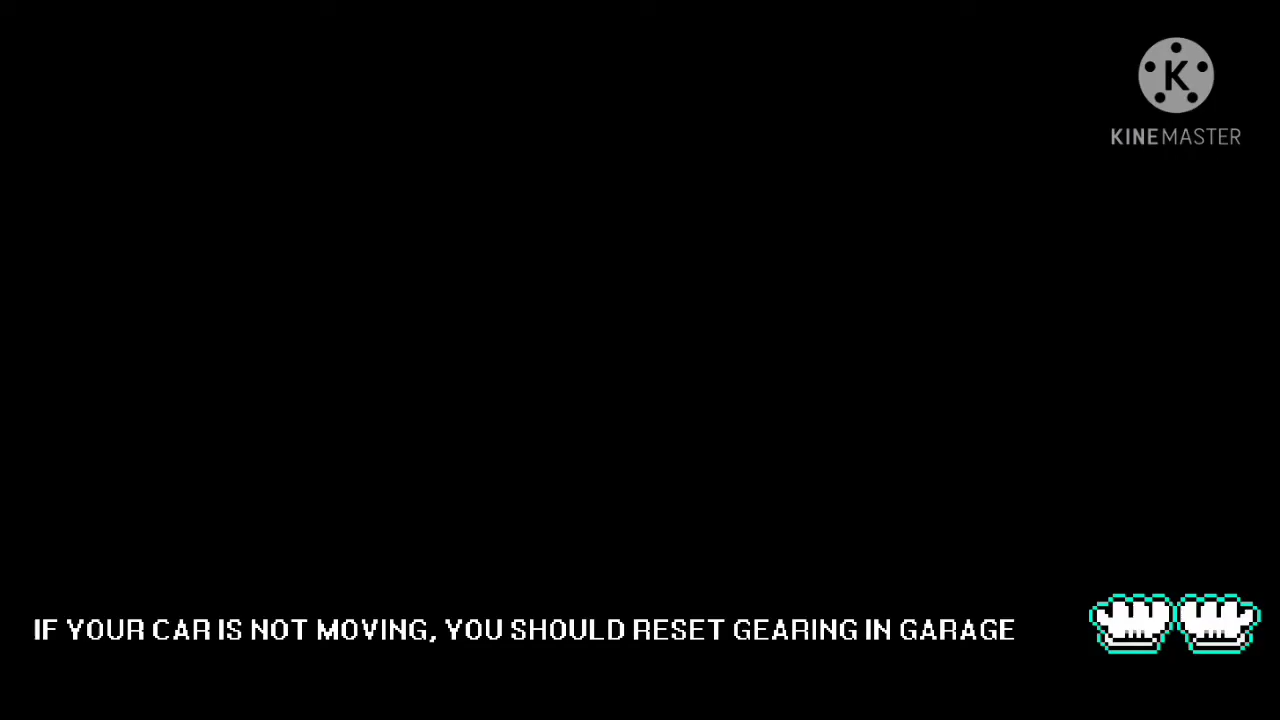 K
KINEMASTER
IF YOUR CAR IS NOT MOVING, YOU SHOULD RESET GEARING IN GARAGE